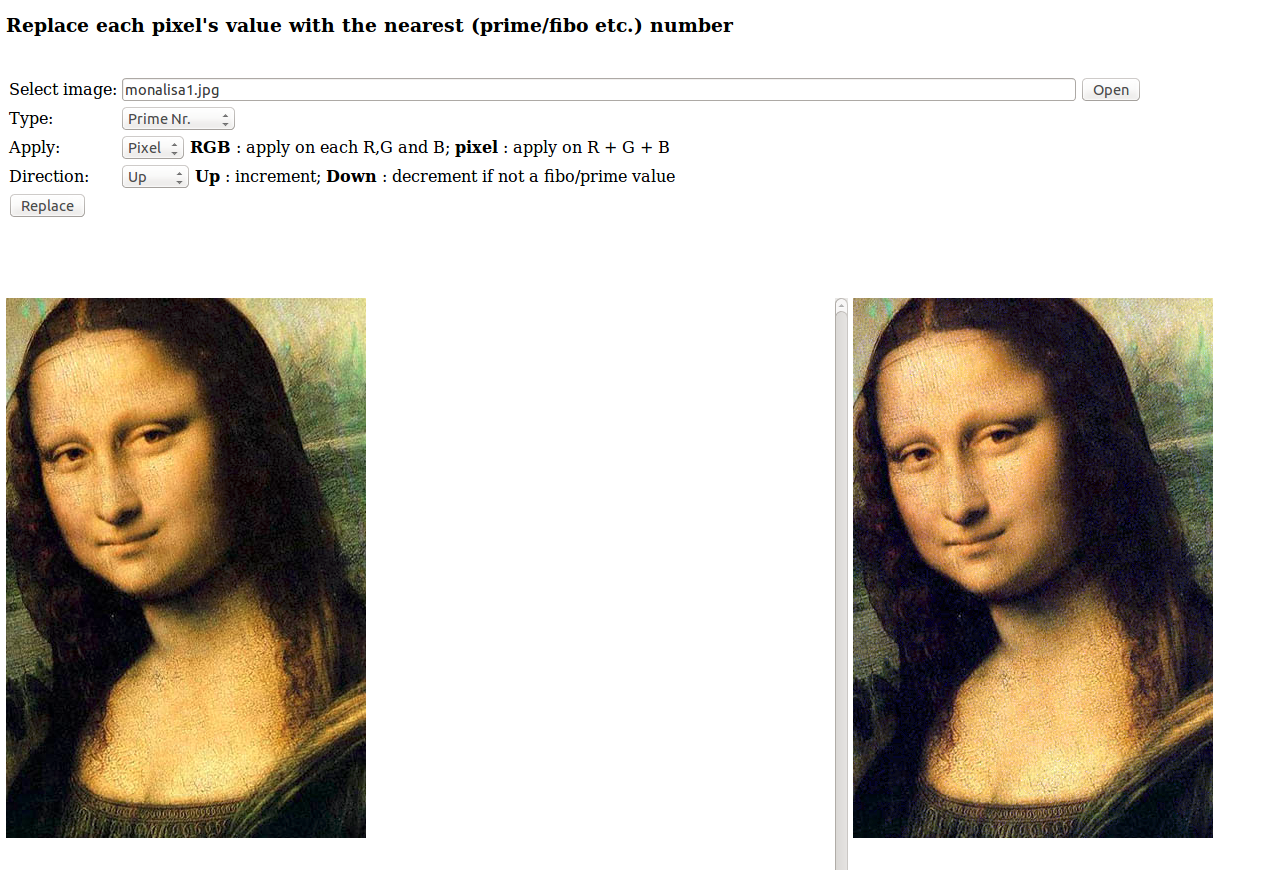 Replace each pixel's value with the nearest (prime/fibo etc.) number
Select image: monalisa1.jpg Open
Type: Prime Nr.
Apply: Pixel RGB : apply on each R,G and B; pixel : apply on R + G + B
Direction: Up Up : increment; Down : decrement if not a fibo/prime value
Replace